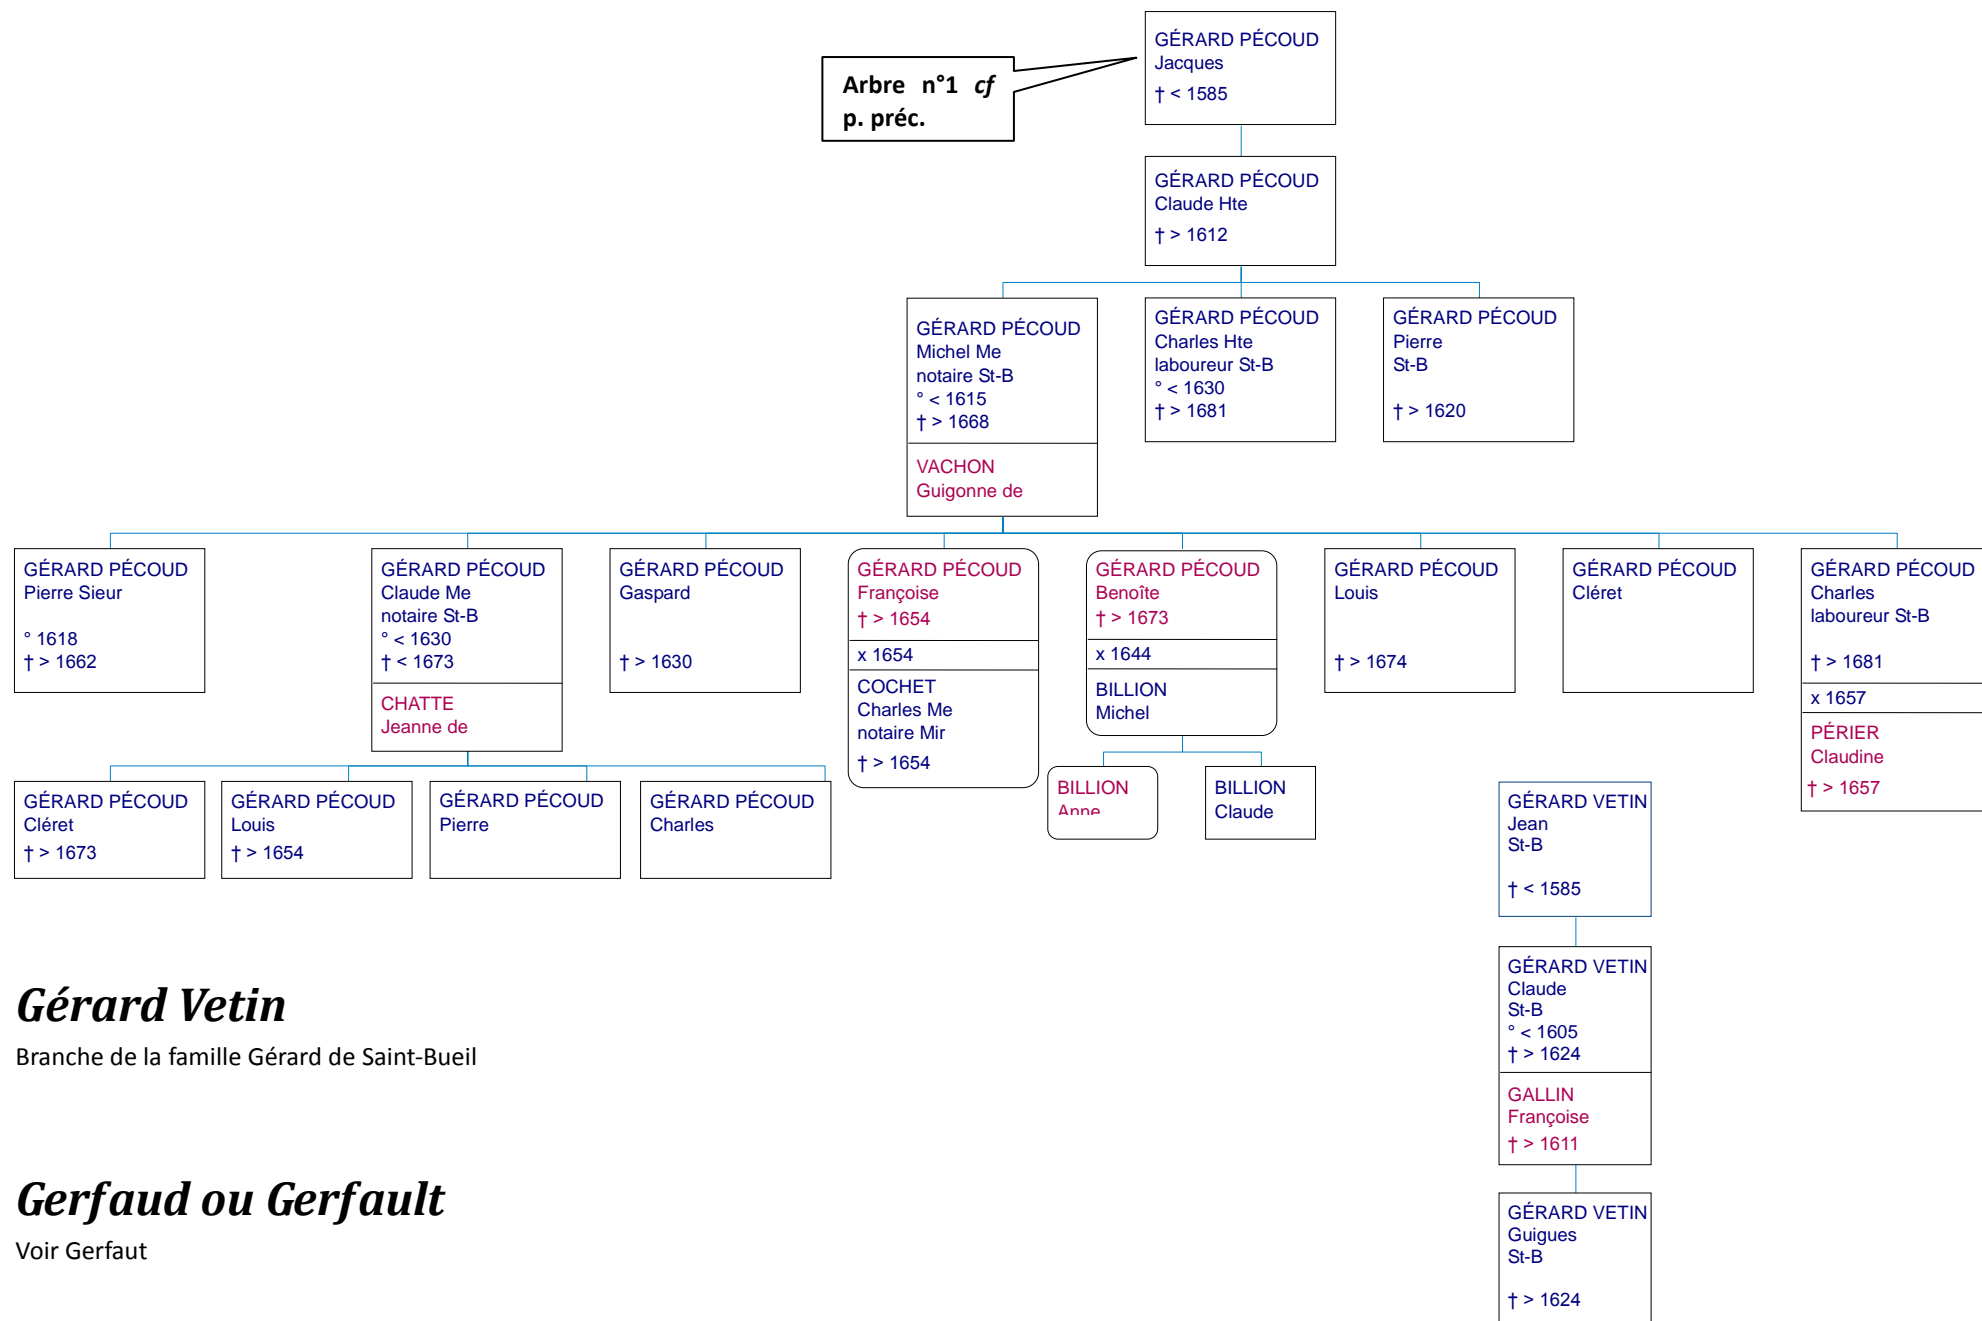 GÉRARD PÉCOUD
Jacques
† < 1585
Arbre n°1 cf
p. préc.
GÉRARD PÉCOUD
Claude Hte
† > 1612
GÉRARD PÉCOUD
Michel Me
notaire St-B
° < 1615
† > 1668
VACHON
Guigonne de
GÉRARD PÉCOUD
Charles Hte
laboureur St-B
° < 1630
† > 1681
GÉRARD PÉCOUD
Pierre
St-B
† > 1620
GÉRARD PÉCOUD
Pierre Sieur
° 1618
† > 1662
GÉRARD PÉCOUD
Claude Me
notaire St-B
° < 1630
† < 1673
CHATTE
Jeanne de
GÉRARD PÉCOUD
Gaspard
† > 1630
GÉRARD PÉCOUD
Françoise
† > 1654
x 1654
COCHET
Charles Me
notaire Mir
† > 1654
GÉRARD PÉCOUD
Benoîte
† > 1673
x 1644
BILLION
Michel
GÉRARD PÉCOUD
Louis
† > 1674
GÉRARD PÉCOUD
Cléret
GÉRARD PÉCOUD
Charles
laboureur St-B
† > 1681
x 1657
PÉRIER
Claudine
† > 1657
GÉRARD PÉCOUD
Cléret
† > 1673
GÉRARD PÉCOUD
Louis
† > 1654
GÉRARD PÉCOUD
Pierre
GÉRARD PÉCOUD
Charles
BILLION
Anne
BILLION
Claude
GÉRARD VETIN
Jean
St-B
† < 1585
GÉRARD VETIN
Claude
St-B
° < 1605
† > 1624
GALLIN
Françoise
† > 1611
GÉRARD VETIN
Guigues
St-B
† > 1624
Gérard Vetin
Branche de la famille Gérard de Saint-Bueil
Gerfaud ou Gerfault
Voir Gerfaut